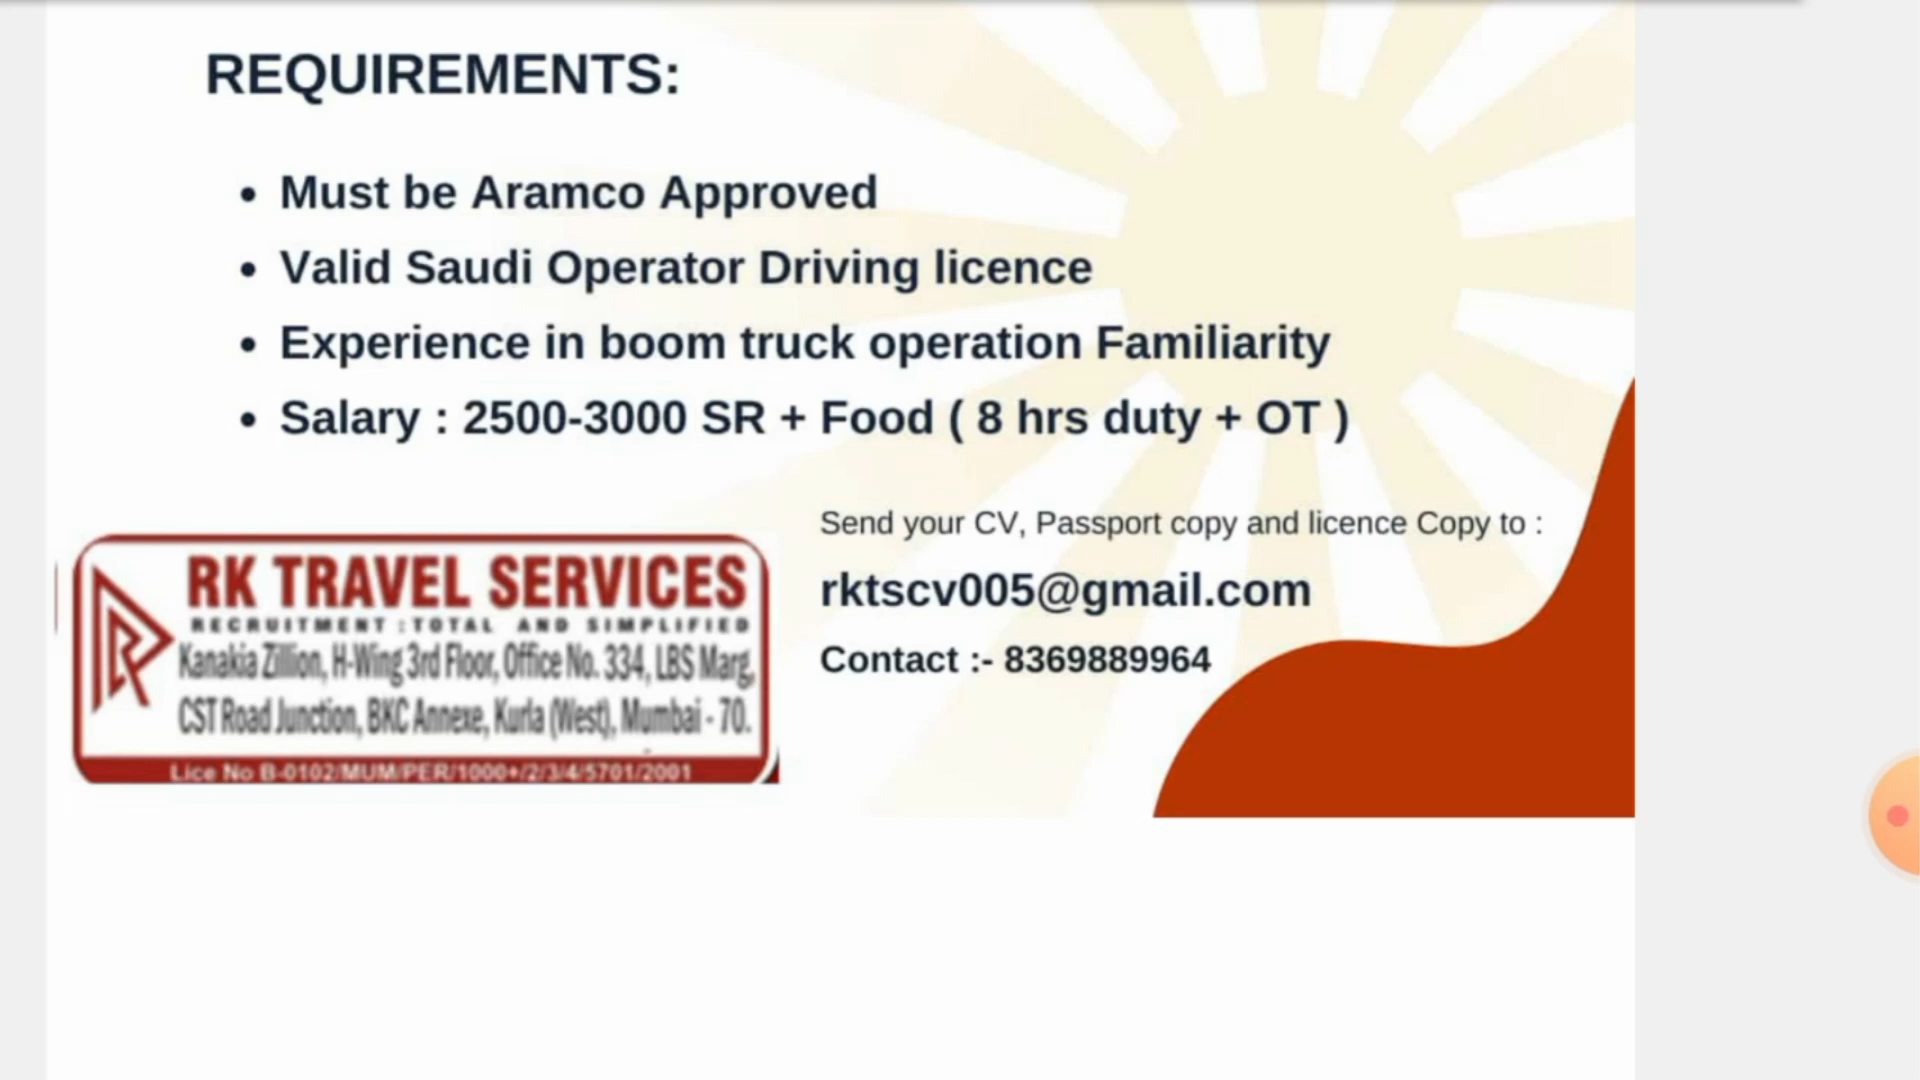 REQUIREMENTS:
• Must be Aramco Approved
• Valid Saudi Operator Driving licence
• Experience in boom truck operation Familiarity
• Salary : 2500-3000 SR + Food ( 8 hrs duty + OT )
Send your CV, Passport copy and licence Copy to :
rktscv005@gmail.com
Contact :- 8369889964
RK TRAVEL SERVICES
RECRUITMENT : TOTAL AND SIMPLIFIED
Kanakia Zillion, H-Wing 3rd Floor, Office No. 334, LBS Marg,
CST Road Junction, BKC Annexe, Kurla (West), Mumbai - 70.
Lice No B-0102/MUM/PER/1000+/2/3/4/5701/2001